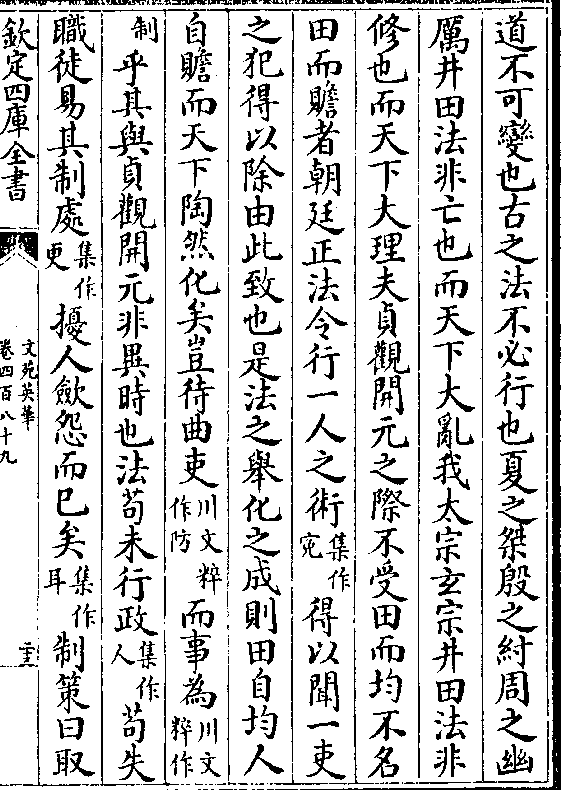 道不可變也古之法不必行也夏之桀殷之紂周之幽
厲井田法非亡也而天下大亂我太宗玄宗井田法非
修也而天下大理夫貞觀開元之際不受田而均不名
田而贍者朝廷正法令行一人之術集作宄得以聞一吏
之犯得以除由此致也是法之舉化之成則田自均人
自贍而天下陶然化矣豈待曲吏川文粹作防而事為川文粹作
制乎其與貞觀開元非異時也法苟未行政集作人苟失
職徒易其制處集作更擾人斂怨而已矣集作耳制策曰取
欽定四庫全書
文苑英華
卷四百八十九
二十三